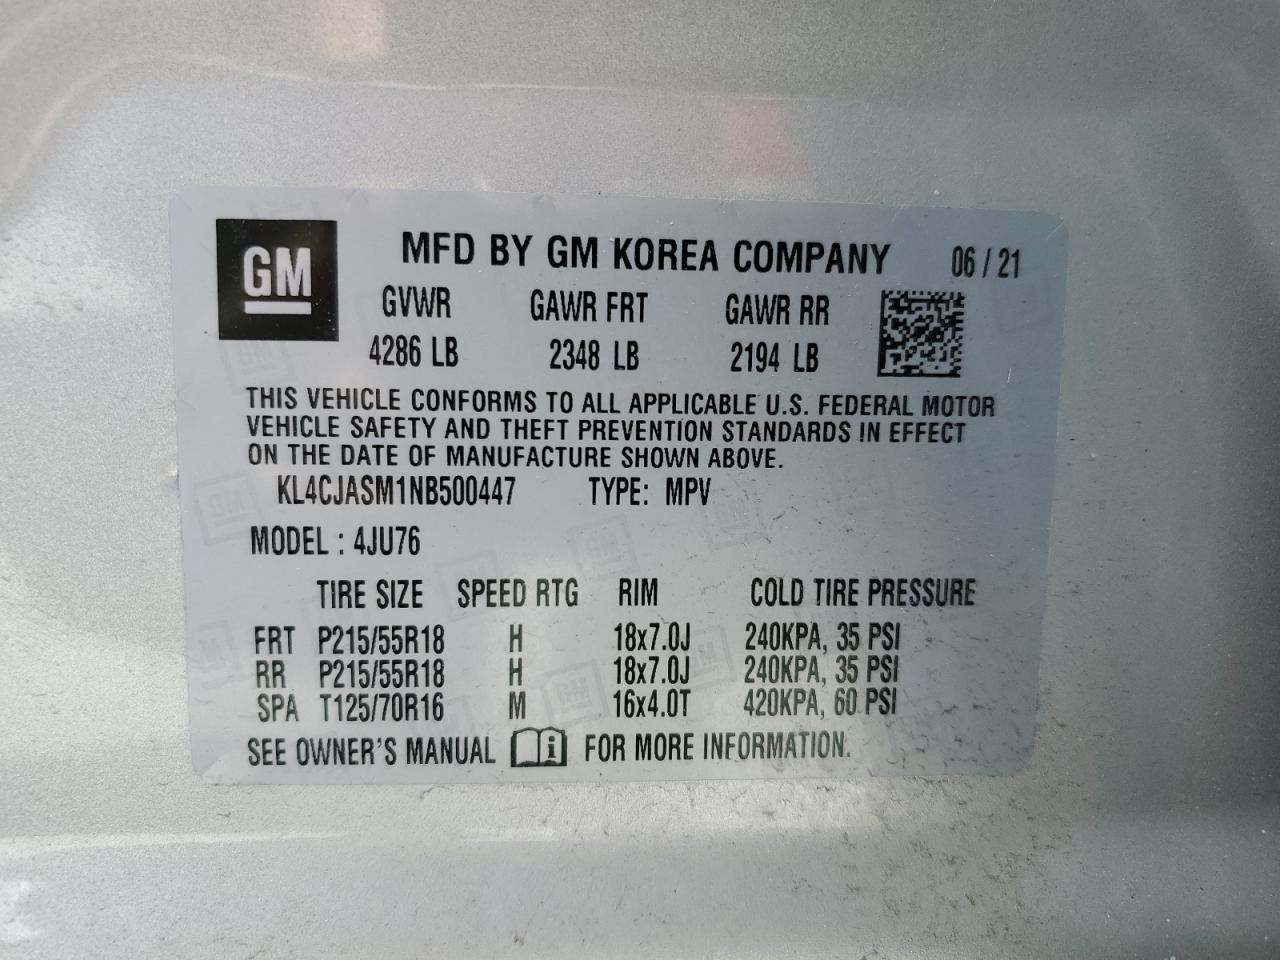 GM MFD BY GM KOREA COMPANY 06 / 21
GVWR GAWR FRT GAWR RR
4286 LB 2348 LB 2194 LB
THIS VEHICLE CONFORMS TO ALL APPLICABLE U.S. FEDERAL MOTOR
VEHICLE SAFETY AND THEFT PREVENTION STANDARDS IN EFFECT
ON THE DATE OF MANUFACTURE SHOWN ABOVE.
KL4CJASM1NB500447 TYPE: MPV
MODEL : 4JU76
TIRE SIZE SPEED RTG RIM COLD TIRE PRESSURE
FRT P215/55R18 H 18x7.0J 240KPA, 35 PSI
RR P215/55R18 H 18x7.0J 240KPA, 35 PSI
SPA T125/70R16 M 16x4.0T 420KPA, 60 PSI
SEE OWNER'S MANUAL i FOR MORE INFORMATION.